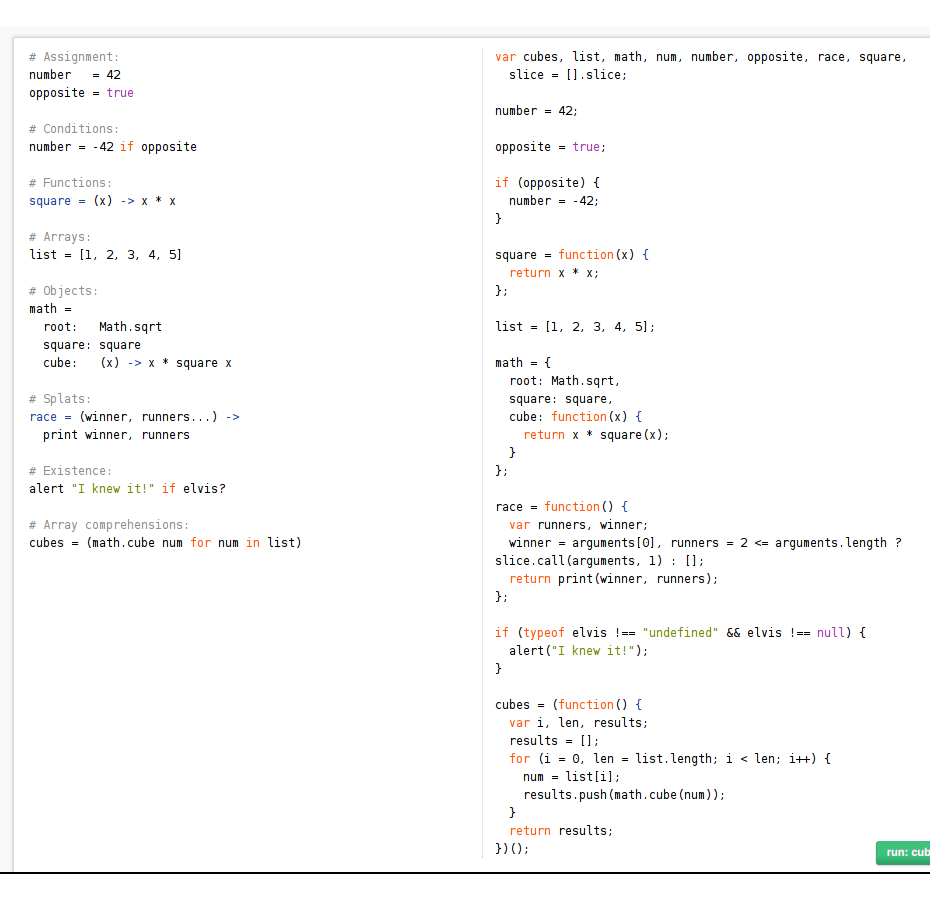 # Assignment:
number   = 42
opposite = true

# Conditions:
number = -42 if opposite

# Functions:
square = (x) -> x * x

# Arrays:
list = [1, 2, 3, 4, 5]

# Objects:
math =
  root:   Math.sqrt
  square: square
  cube:   (x) -> x * square x

# Splats:
race = (winner, runners...) ->
  print winner, runners

# Existence:
alert "I knew it!" if elvis?

# Array comprehensions:
cubes = (math.cube num for num in list)

var cubes, list, math, num, number, opposite, race, square,
  slice = [].slice;

number = 42;

opposite = true;

if (opposite) {
  number = -42;
}

square = function(x) {
  return x * x;
};

list = [1, 2, 3, 4, 5];

math = {
  root: Math.sqrt,
  square: square,
  cube: function(x) {
    return x * square(x);
  }
};

race = function() {
  var runners, winner;
  winner = arguments[0], runners = 2 <= arguments.length ?
slice.call(arguments, 1) : [];
  return print(winner, runners);
};

if (typeof elvis !== "undefined" && elvis !== null) {
  alert("I knew it!");
}

cubes = (function() {
  var i, len, results;
  results = [];
  for (i = 0, len = list.length; i < len; i++) {
    num = list[i];
    results.push(math.cube(num));
  }
  return results;
})();
run: cub